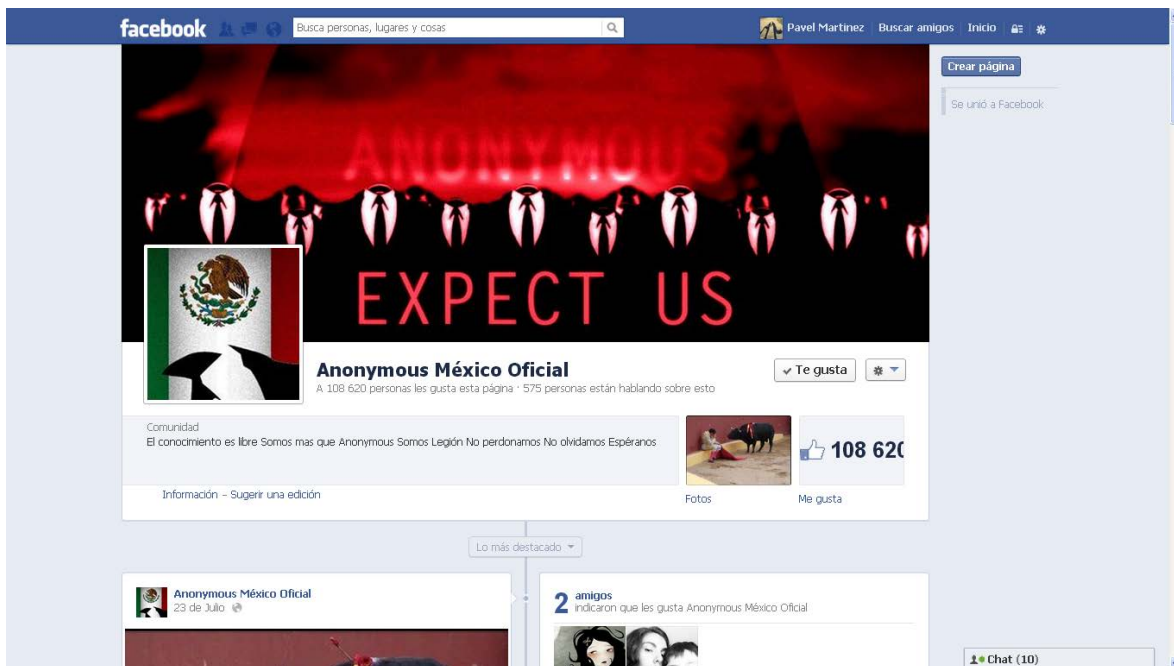 facebook
Busca personas, lugares y cosas
Pavel Martínez Buscar amigos Inicio
Crear página
Se unió a Facebook
ANONYMOUS
EXPECT US
Anonymous México Oficial
A 108 620 personas les gusta esta página · 575 personas están hablando sobre esto
✓ Te gusta
Comunidad
El conocimiento es libre Somos mas que Anonymous Somos Legión No perdonamos No olvidamos Espéranos
108 620
Información – Sugerir una edición
Fotos
Me gusta
Lo más destacado
Anonymous México Oficial
23 de Julio
2 amigos
indicaron que les gusta Anonymous México Oficial
Chat (10)